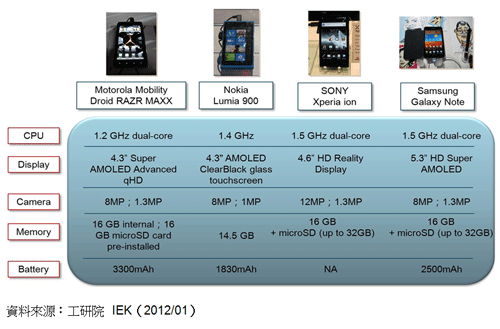 Motorola Mobility Nokia SONY Samsung
Droid RAZR MAXX Lumia 900 Xperia ion Galaxy Note
CPU 1.2 GHz dual-core 1.4 GHz 1.5 GHz dual-core 1.5 GHz dual-core
Display 4.3” Super AMOLED Advanced qHD 4.3” AMOLED ClearBlack glass touchscreen 4.6” HD Reality Display 5.3” HD Super AMOLED
Camera 8MP；1.3MP 8MP；1MP 12MP；1.3MP 8MP；1.3MP
Memory 16 GB internal；16 GB microSD card pre-installed 14.5 GB 16 GB + microSD (up to 32GB) 16 GB + microSD (up to 32GB)
Battery 3300mAh 1830mAh NA 2500mAh
資料來源：工研院 IEK（2012/01）